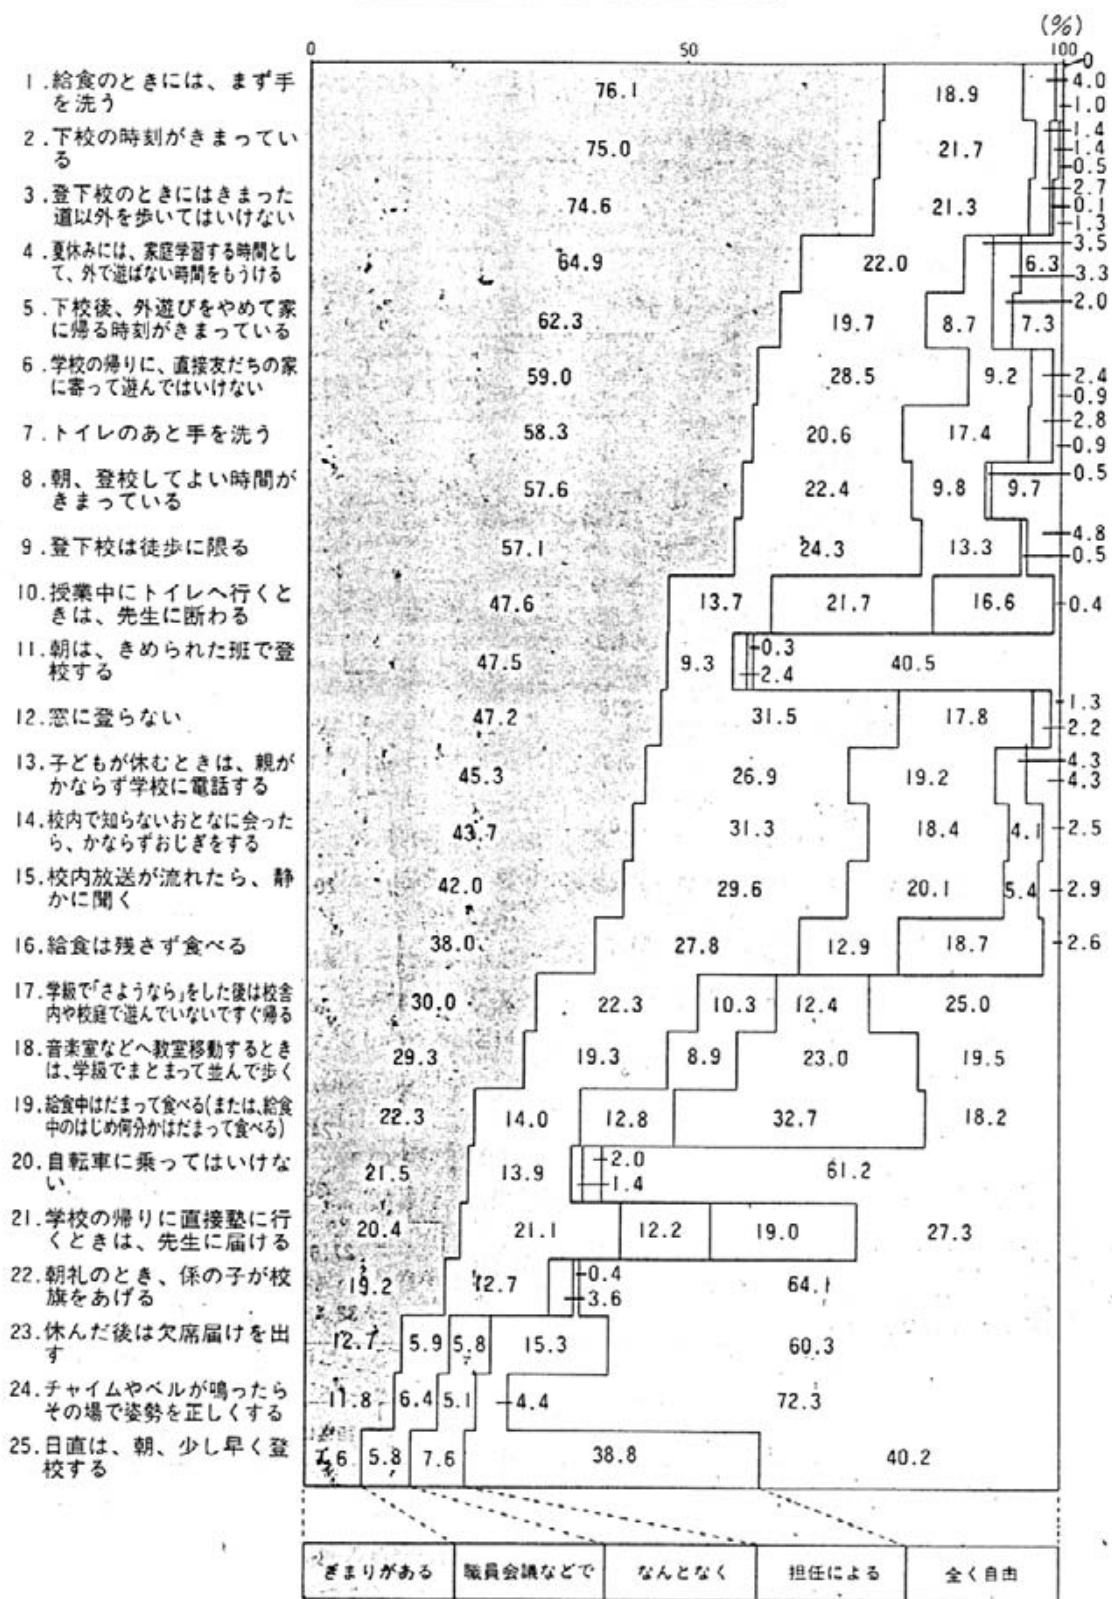 (%)
0 50 100
1.給食のときには、まず手
を洗う
76.1 18.9 0 4.0 1.0
2.下校の時刻がきまってい
る
75.0 21.7 1.4 1.4 0.5
3.登下校のときにはきまった
道以外を歩いてはいけない
74.6 21.3 2.7 0.1 1.3
4.夏休みには、家庭学習する時間とし
て、外で遊ばない時間をもうける
64.9 22.0 3.5 6.3 3.3
5.下校後、外遊びをやめて家
に帰る時刻がきまっている
62.3 19.7 8.7 2.0 7.3
6.学校の帰りに、直接友だちの家
に寄って遊んではいけない
59.0 28.5 9.2 2.4 0.9
7.トイレのあと手を洗う
58.3 20.6 17.4 2.8 0.9
8.朝、登校してよい時間が
きまっている
57.6 22.4 9.8 0.5 9.7
9.登下校は徒歩に限る
57.1 24.3 13.3 4.8 0.5
10.授業中にトイレへ行くと
きは、先生に断わる
47.6 13.7 21.7 16.6 0.4
11.朝は、きめられた班で登
校する
47.5 9.3 0.3 2.4 40.5
12.窓に登らない
47.2 31.5 17.8 1.3 2.2
13.子どもが休むときは、親が
かならず学校に電話する
45.3 26.9 19.2 4.3 4.3
14.校内で知らないおとなに会った
ら、かならずおじぎをする
43.7 31.3 18.4 4.1 2.5
15.校内放送が流れたら、静
かに聞く
42.0 29.6 20.1 5.4 2.9
16.給食は残さず食べる
38.0 27.8 12.9 18.7 2.6
17.学級で「さようなら」をした後は校舎
内や校庭で遊んでいないですぐ帰る
30.0 22.3 10.3 12.4 25.0
18.音楽室などへ教室移動するとき
は、学級でまとまって並んで歩く
29.3 19.3 8.9 23.0 19.5
19.給食中はだまって食べる(または、給食
中のはじめ何分かはだまって食べる)
22.3 14.0 12.8 32.7 18.2
20.自転車に乗ってはいけな
い
21.5 13.9 2.0 1.4 61.2
21.学校の帰りに直接塾に行
くときは、先生に届ける
20.4 21.1 12.2 19.0 27.3
22.朝礼のとき、係の子が校
旗をあげる
19.2 12.7 0.4 3.6 64.1
23.休んだ後は欠席届けを出
す
12.7 5.9 5.8 15.3 60.3
24.チャイムやベルが鳴ったら
その場で姿勢を正しくする
11.8 6.4 5.1 4.4 72.3
25.日直は、朝、少し早く登
校する
7.6 5.8 7.6 38.8 40.2
きまりがある 職員会議などで なんとなく 担任による 全く自由